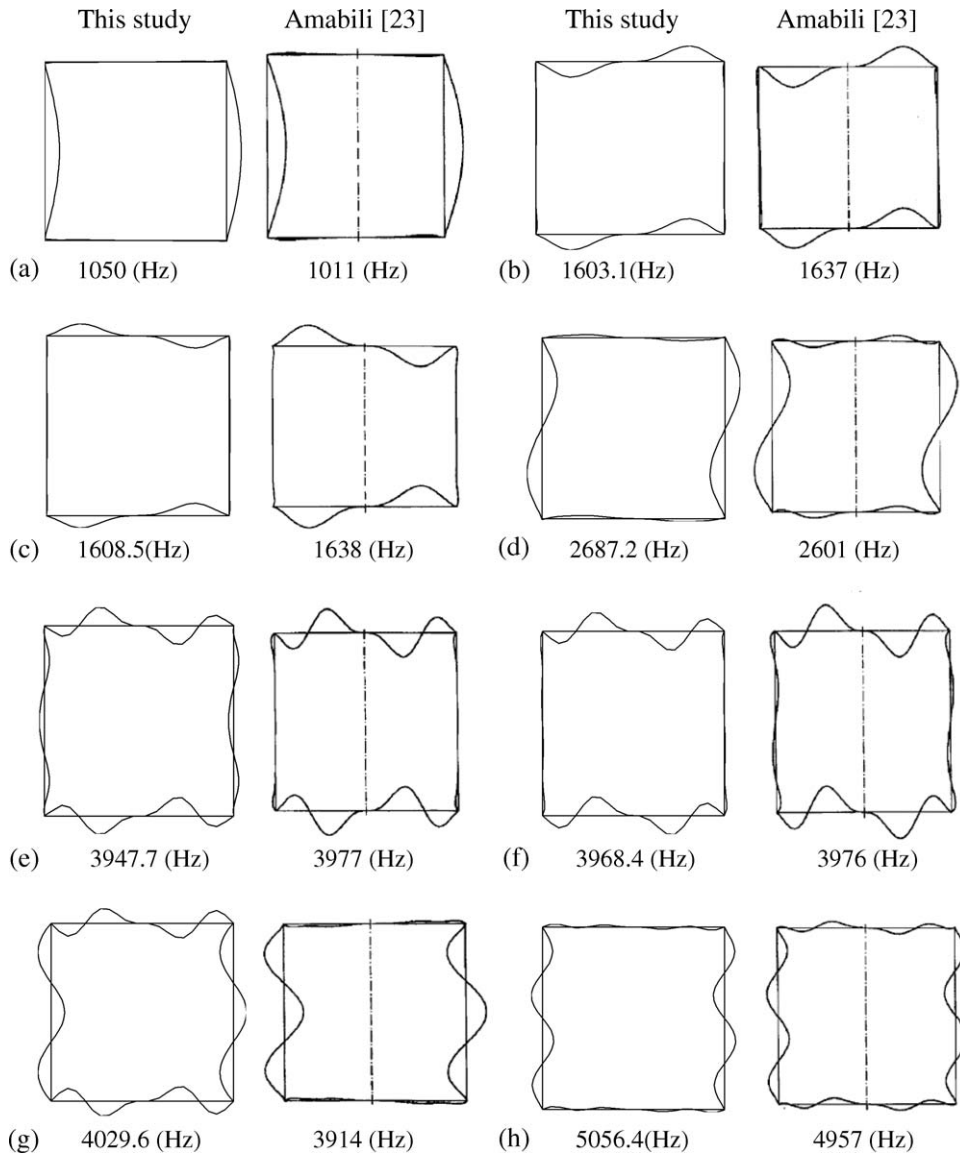 This study Amabili [23] This study Amabili [23]
(a) 1050 (Hz) 1011 (Hz) (b) 1603.1(Hz) 1637 (Hz)
(c) 1608.5(Hz) 1638 (Hz) (d) 2687.2 (Hz) 2601 (Hz)
(e) 3947.7 (Hz) 3977 (Hz) (f) 3968.4 (Hz) 3976 (Hz)
(g) 4029.6 (Hz) 3914 (Hz) (h) 5056.4(Hz) 4957 (Hz)